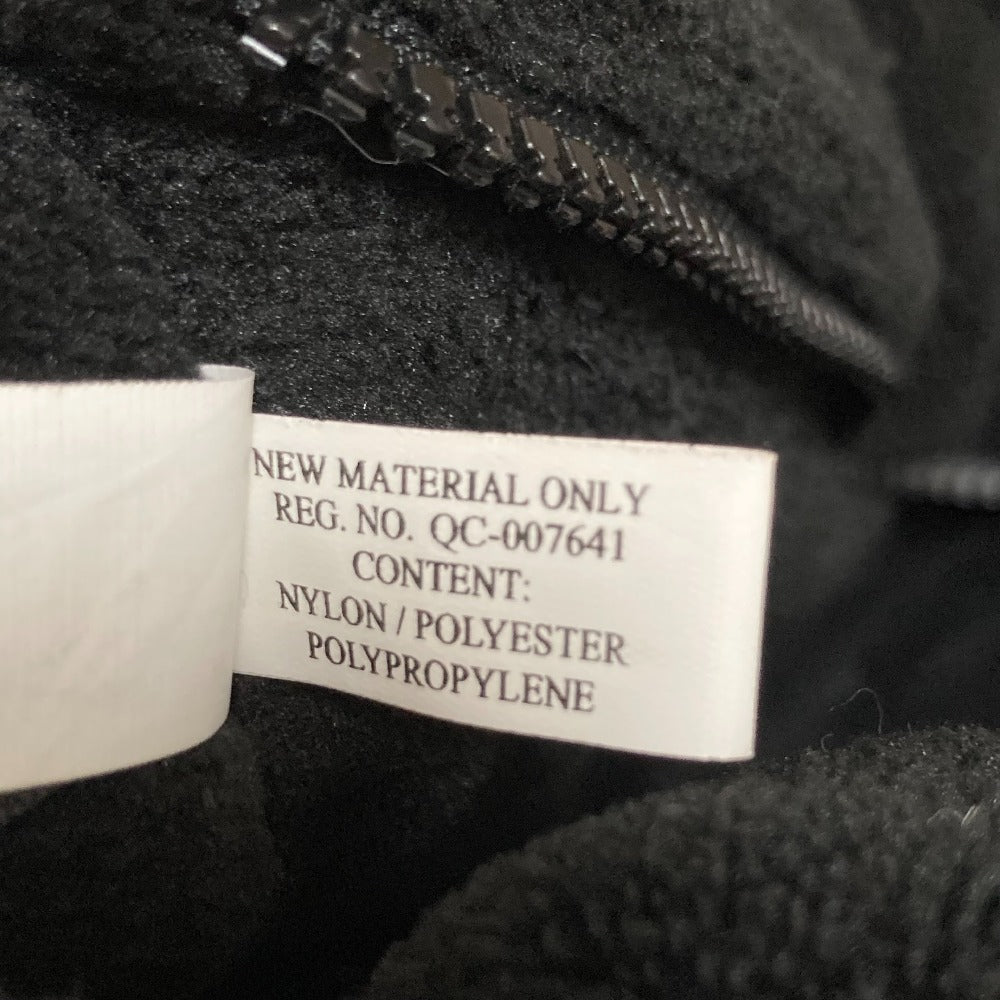 NEW MATERIAL ONLY
REG. NO. QC-007641
CONTENT:
NYLON / POLYESTER
POLYPROPYLENE